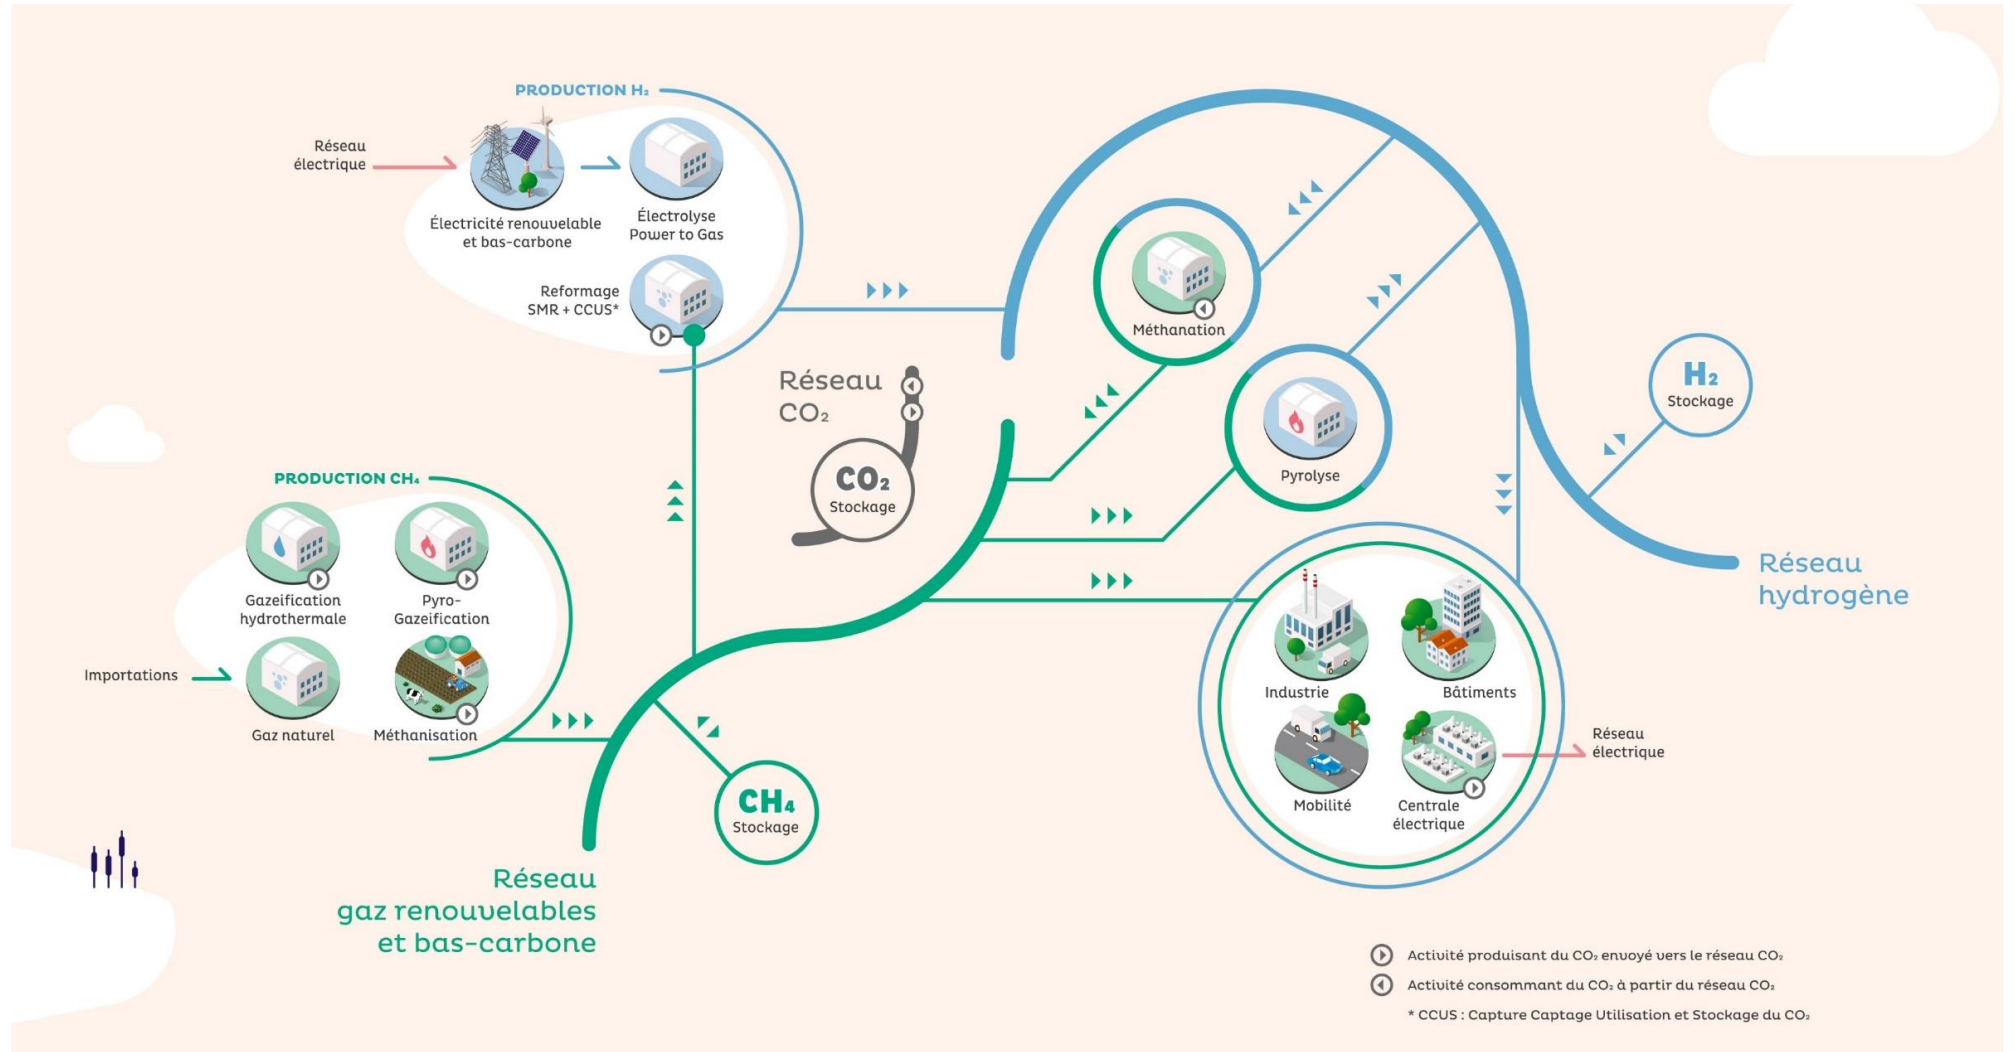 PRODUCTION H₂
Réseau
électrique
Électricité renouvelable
et bas-carbone
Électrolyse
Power to Gas
Reformage
SMR + CCUS*
Méthanation
Pyrolyse
H₂
Stockage
Réseau
CO₂
CO₂
Stockage
PRODUCTION CH₄
Gazeification
hydrothermale
Pyro-
Gazeification
Importations
Gaz naturel
Méthanisation
CH₄
Stockage
Réseau
gaz renouvelables
et bas-carbone
Réseau
hydrogène
Industrie
Bâtiments
Mobilité
Centrale
électrique
Réseau
électrique
Activité produisant du CO₂ envoyé vers le réseau CO₂
Activité consommant du CO₂ à partir du réseau CO₂
* CCUS : Capture Captage Utilisation et Stockage du CO₂